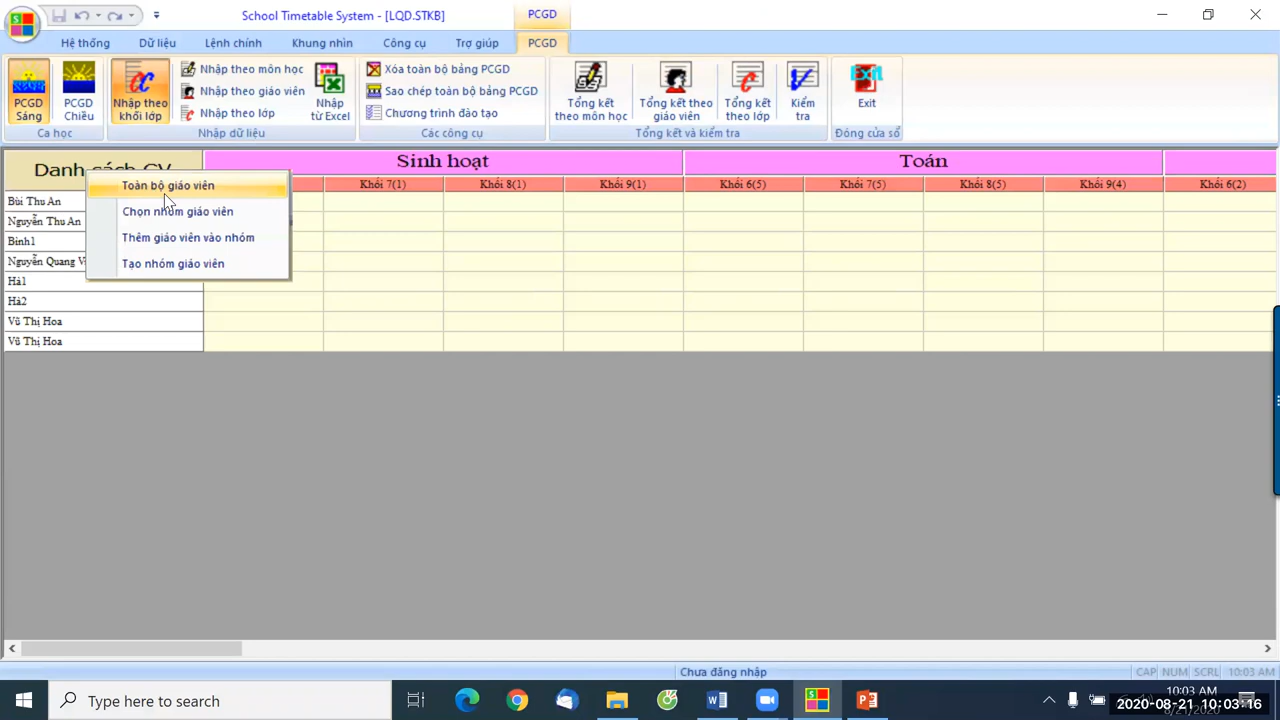 School Timetable System - [LQD.STKB]
PCGD
Hệ thống
Dữ liệu
Lệnh chính
Khung nhìn
Công cụ
Trợ giúp
PCGD
PCGD Sáng
PCGD Chiều
Ca học
Nhập theo khối lớp
Nhập theo môn học
Nhập theo giáo viên
Nhập theo lớp
Nhập từ Excel
Nhập dữ liệu
Xóa toàn bộ bảng PCGD
Sao chép toàn bộ bảng PCGD
Chương trình đào tạo
Các công cụ
Tổng kết theo môn học
Tổng kết theo giáo viên
Tổng kết theo lớp
Kiểm tra
Tổng kết và kiểm tra
Exit
Đóng cửa sổ
Danh sách GV
Sinh hoạt
Toán
Khối 7(1)
Khối 8(1)
Khối 9(1)
Khối 6(5)
Khối 7(5)
Khối 8(5)
Khối 9(4)
Khối 6(2)
Bùi Thu An
Nguyễn Thu An
Bình1
Nguyễn Quang V
Hà1
Hà2
Vũ Thị Hoa
Vũ Thị Hoa
Toàn bộ giáo viên
Chọn nhóm giáo viên
Thêm giáo viên vào nhóm
Tạo nhóm giáo viên
Chưa đăng nhập
CAP NUM SCRL 10:03 AM
Type here to search
10:03 AM
2020-08-21 10:03:16